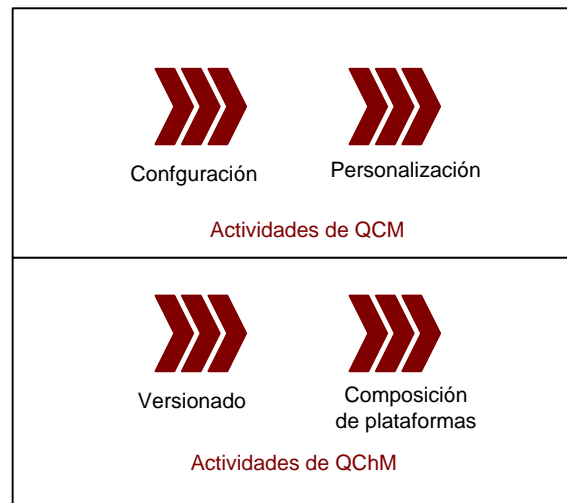 Confguración
Personalización
Actividades de QCM
Versionado
Composición
de plataformas
Actividades de QChM